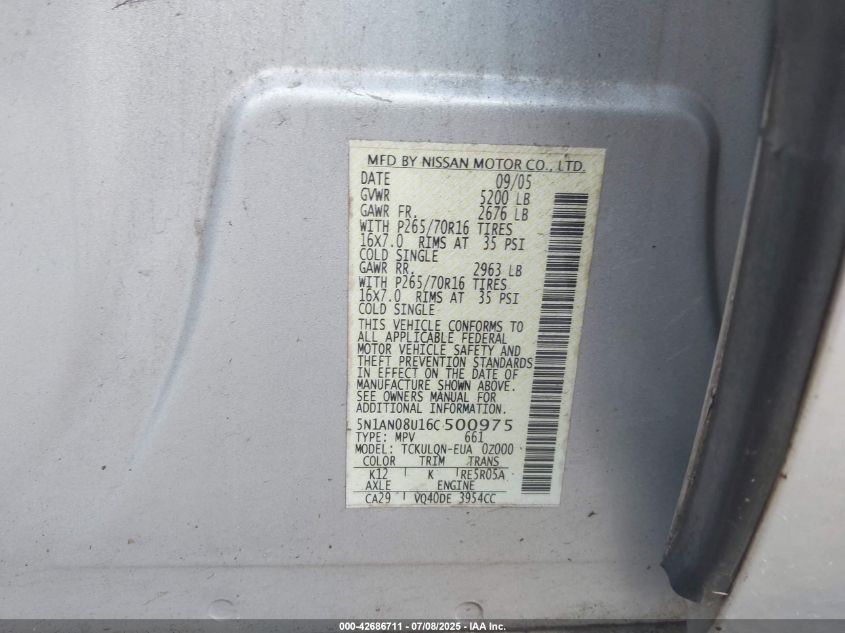 MFD BY NISSAN MOTOR CO., LTD.
DATE 09/05
GVWR 5200 LB
GAWR FR. 2676 LB
WITH P265/70R16 TIRES
16X7.0 RIMS AT 35 PSI
COLD SINGLE
GAWR RR. 2963 LB
WITH P265/70R16 TIRES
16X7.0 RIMS AT 35 PSI
COLD SINGLE
THIS VEHICLE CONFORMS TO
ALL APPLICABLE FEDERAL
MOTOR VEHICLE SAFETY AND
THEFT PREVENTION STANDARDS
IN EFFECT ON THE DATE OF
MANUFACTURE SHOWN ABOVE.
SEE OWNERS MANUAL FOR
ADDITIONAL INFORMATION
5N1AN08U16C500975
TYPE: MPV 661
MODEL: TCKULQN-EUA 0Z000
COLOR TRIM TRANS
K12 K RE5R05A
AXLE ENGINE
CA29 VQ40DE 3954CC
000-42686711 - 07/08/2025 - IAA Inc.